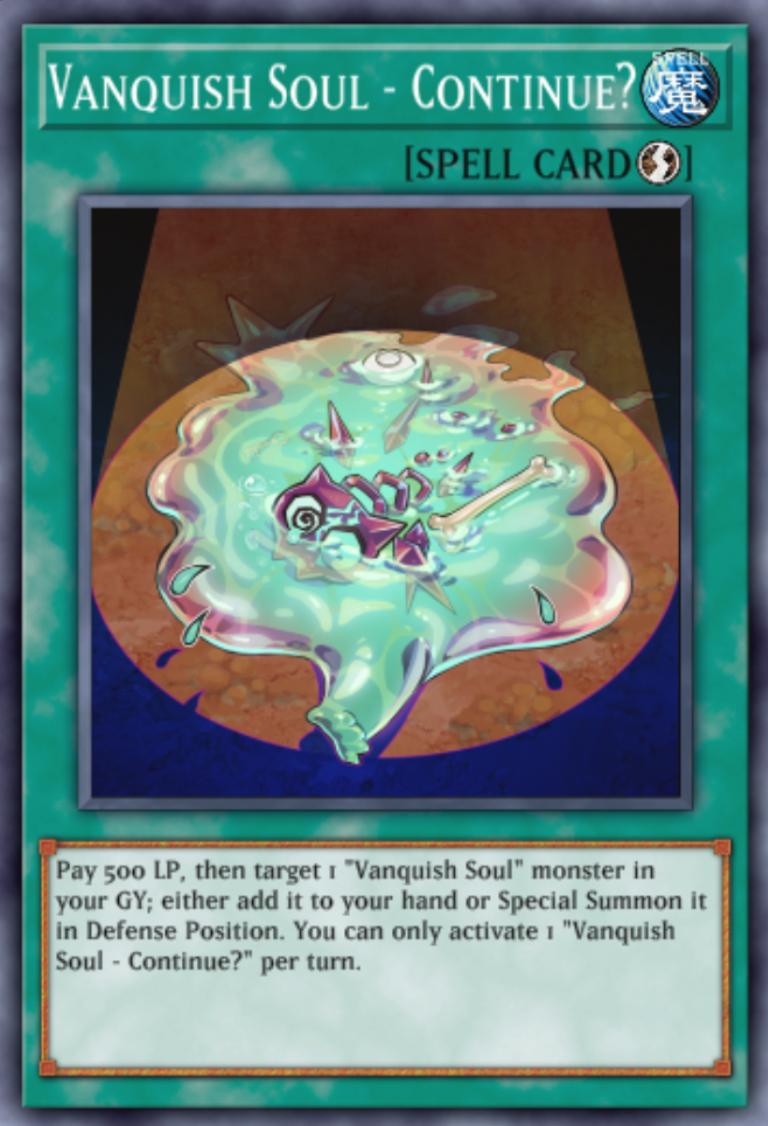 VANQUISH SOUL - CONTINUE?
SPELL
魔
[SPELL CARD]
Pay 500 LP, then target 1 "Vanquish Soul" monster in
your GY; either add it to your hand or Special Summon it
in Defense Position. You can only activate 1 "Vanquish
Soul - Continue?" per turn.